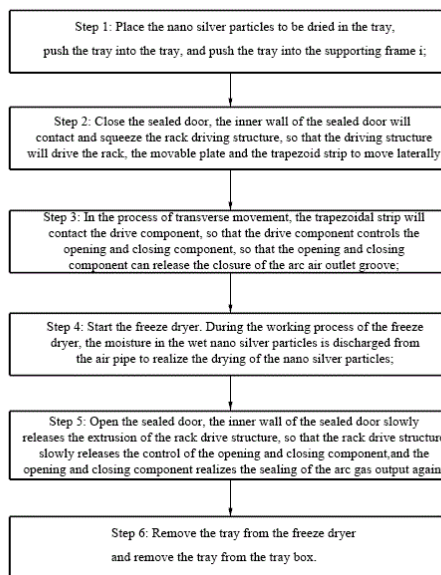 Step 1: Place the nano silver particles to be dried in the tray,
push the tray into the tray, and push the tray into the supporting frame i;
Step 2: Close the sealed door, the inner wall of the sealed door will
contact and squeeze the rack driving structure, so that the driving structure
will drive the rack, the movable plate and the trapezoid strip to move laterally
Step 3: In the process of transverse movement, the trapezoidal strip will
contact the drive component, so that the drive component controls the
opening and closing component, so that the opening and closing
component can release the closure of the arc air outlet groove;
Step 4: Start the freeze dryer. During the working process of the freeze
dryer, the moisture in the wet nano silver particles is discharged from
the air pipe to realize the drying of the nano silver particles;
Step 5: Open the sealed door, the inner wall of the sealed door slowly
releases the extrusion of the rack drive structure, so that the rack drive structure
slowly releases the control of the opening and closing component,and the
opening and closing component realizes the sealing of the arc gas output again
Step 6: Remove the tray from the freeze dryer
and remove the tray from the tray box.